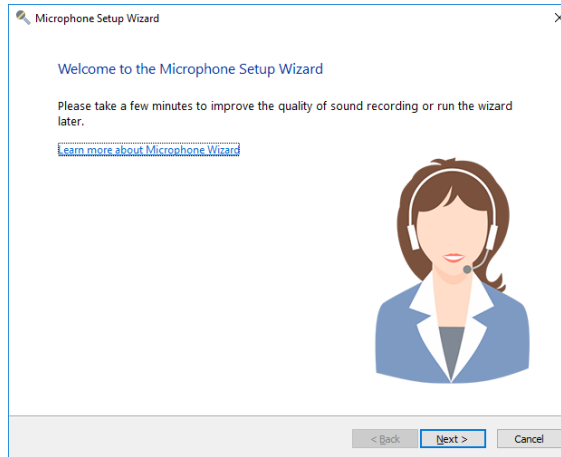 Microphone Setup Wizard
Welcome to the Microphone Setup Wizard
Please take a few minutes to improve the quality of sound recording or run the wizard
later.
Learn more about Microphone Wizard
< Back Next > Cancel